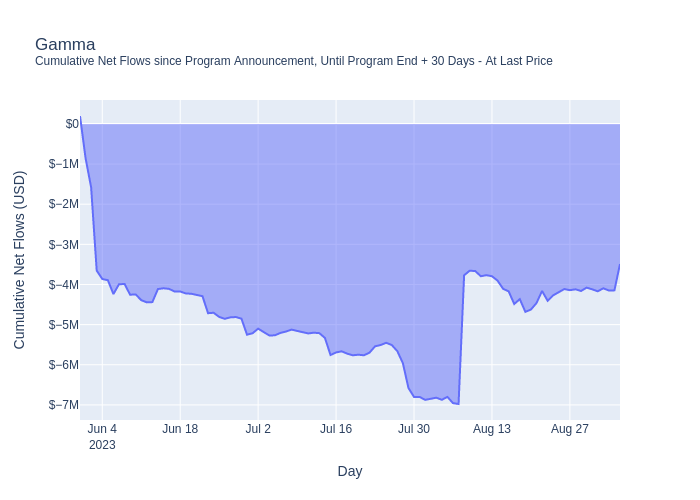 Gamma
Cumulative Net Flows since Program Announcement, Until Program End + 30 Days - At Last Price
Cumulative Net Flows (USD)
$0
$−1M
$−2M
$−3M
$−4M
$−5M
$−6M
$−7M
Jun 4
2023
Jun 18
Jul 2
Jul 16
Jul 30
Aug 13
Aug 27
Day